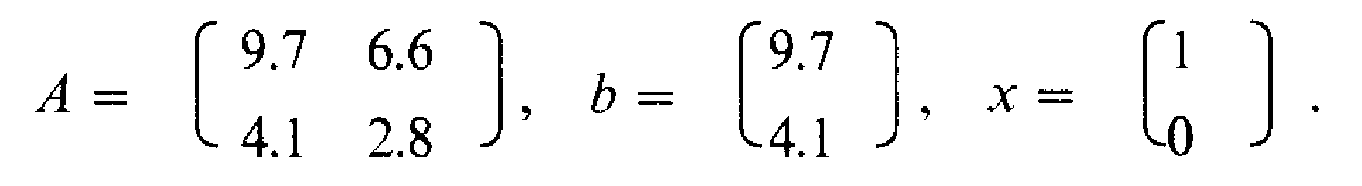 A = ( 9.7 6.6 4.1 2.8 ), b = ( 9.7 4.1 ), x = ( 1 0 ).